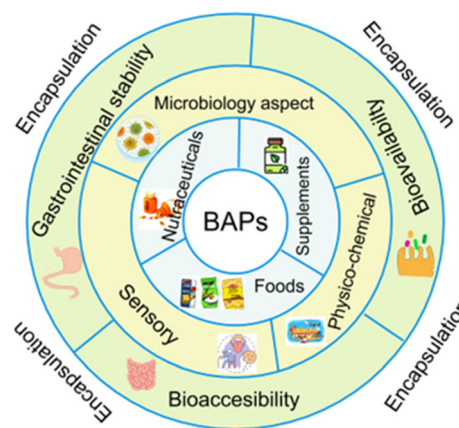 Encapsulation
Encapsulation
Gastrointestinal stability
Microbiology aspect
Bioavailability
Nutraceuticals
Supplements
BAPs
Foods
Sensory
Physico-chemical
Bioaccesibility
Encapsulation
Encapsulation